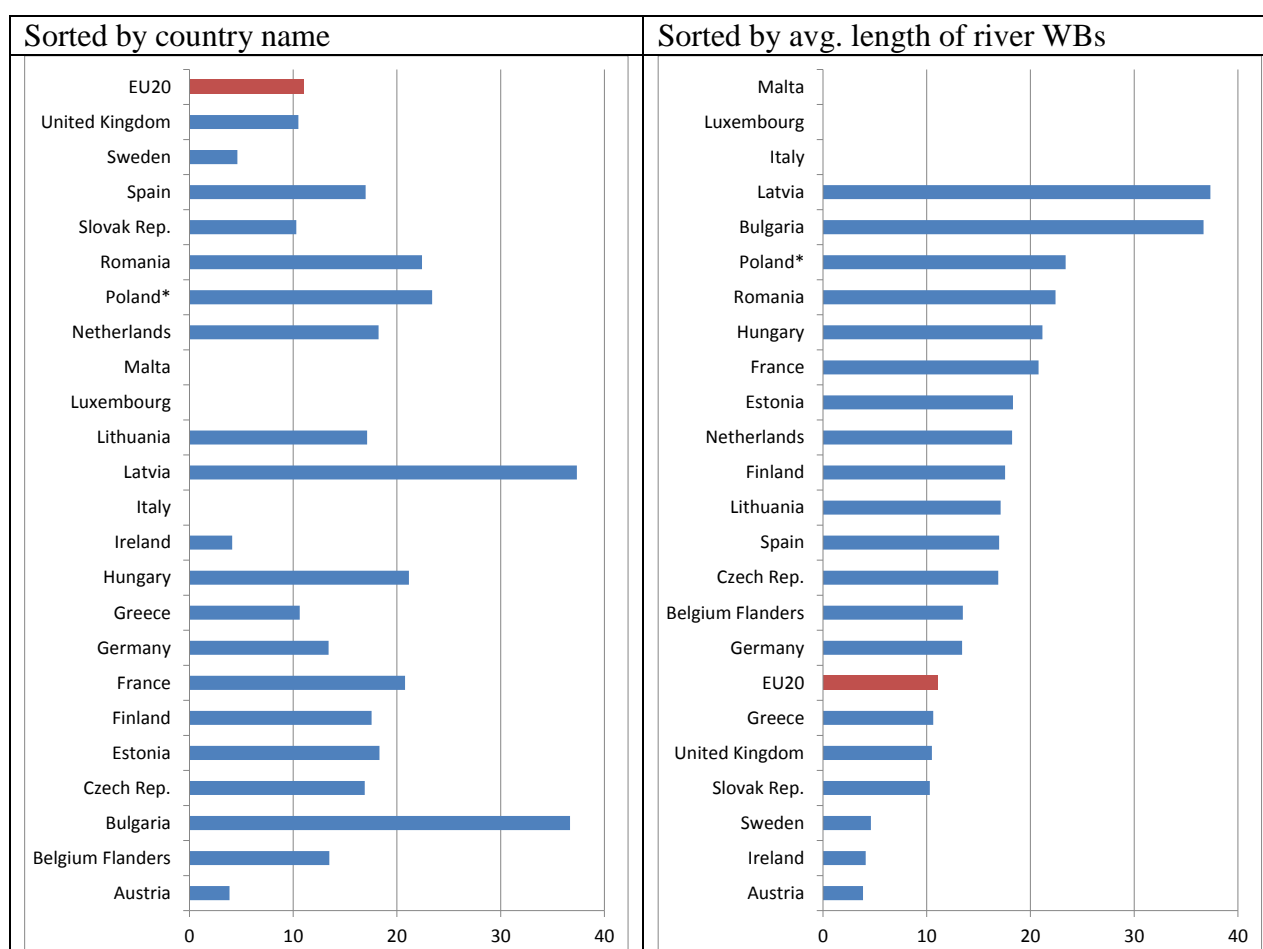 Sorted by country name
Sorted by avg. length of river WBs
EU20
United Kingdom
Sweden
Spain
Slovak Rep.
Romania
Poland*
Netherlands
Malta
Luxembourg
Lithuania
Latvia
Italy
Ireland
Hungary
Greece
Germany
France
Finland
Estonia
Czech Rep.
Bulgaria
Belgium Flanders
Austria
0 10 20 30 40
Malta
Luxembourg
Italy
Latvia
Bulgaria
Poland*
Romania
Hungary
France
Estonia
Netherlands
Finland
Lithuania
Spain
Czech Rep.
Belgium Flanders
Germany
EU20
Greece
United Kingdom
Slovak Rep.
Sweden
Ireland
Austria
0 10 20 30 40